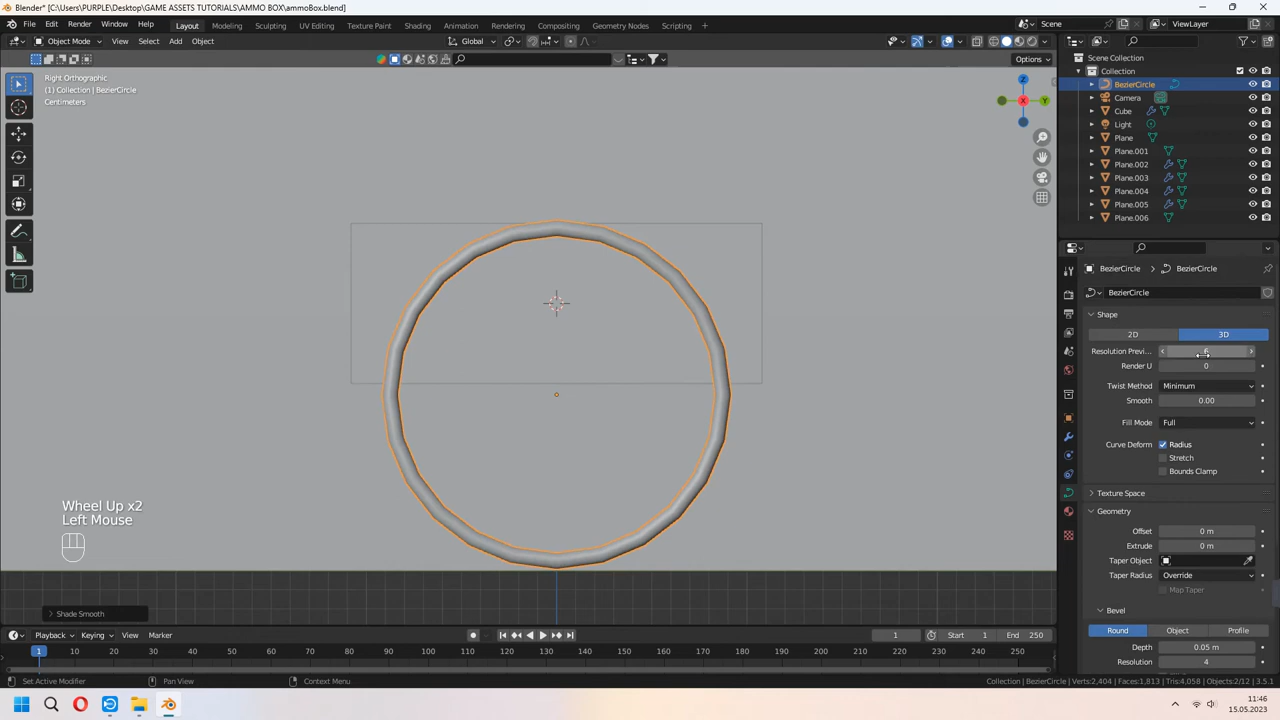 Blender* [C:\Users\PURPLE\Desktop\GAME ASSETS TUTORIALS\AMMO BOX\ammoBox.blend]
File Edit Render Window Help Layout Modeling Sculpting UV Editing Texture Paint Shading Animation Rendering Compositing Geometry Nodes Scripting + Scene ViewLayer
Object Mode View Select Add Object Global
Options
Right Orthographic
(1) Collection | BezierCircle
Centimeters
Z
Y
X
Scene Collection
Collection
BezierCircle
Camera
Cube
Light
Plane
Plane.001
Plane.002
Plane.003
Plane.004
Plane.005
Plane.006
BezierCircle > BezierCircle
BezierCircle
Shape
2D 3D
Resolution Previ...
Render U 0
Twist Method Minimum
Smooth 0.00
Fill Mode Full
Curve Deform Radius
Stretch
Bounds Clamp
Texture Space
Geometry
Offset 0 m
Extrude 0 m
Taper Object
Taper Radius Override
Map Taper
Bevel
Round Object Profile
Depth 0.05 m
Resolution 4
Wheel Up x2
Left Mouse
Shade Smooth
Playback Keying View Marker 1 Start 1 End 250
1 10 20 30 40 50 60 70 80 90 100 110 120 130 140 150 160 170 180 190 200 210 220 230 240 250
Set Active Modifier Pan View Context Menu Collection | BezierCircle | Verts:2,404 | Faces:1,813 | Tris:4,058 | Objects:2/12 | 3.5.1
11:46
15.05.2023